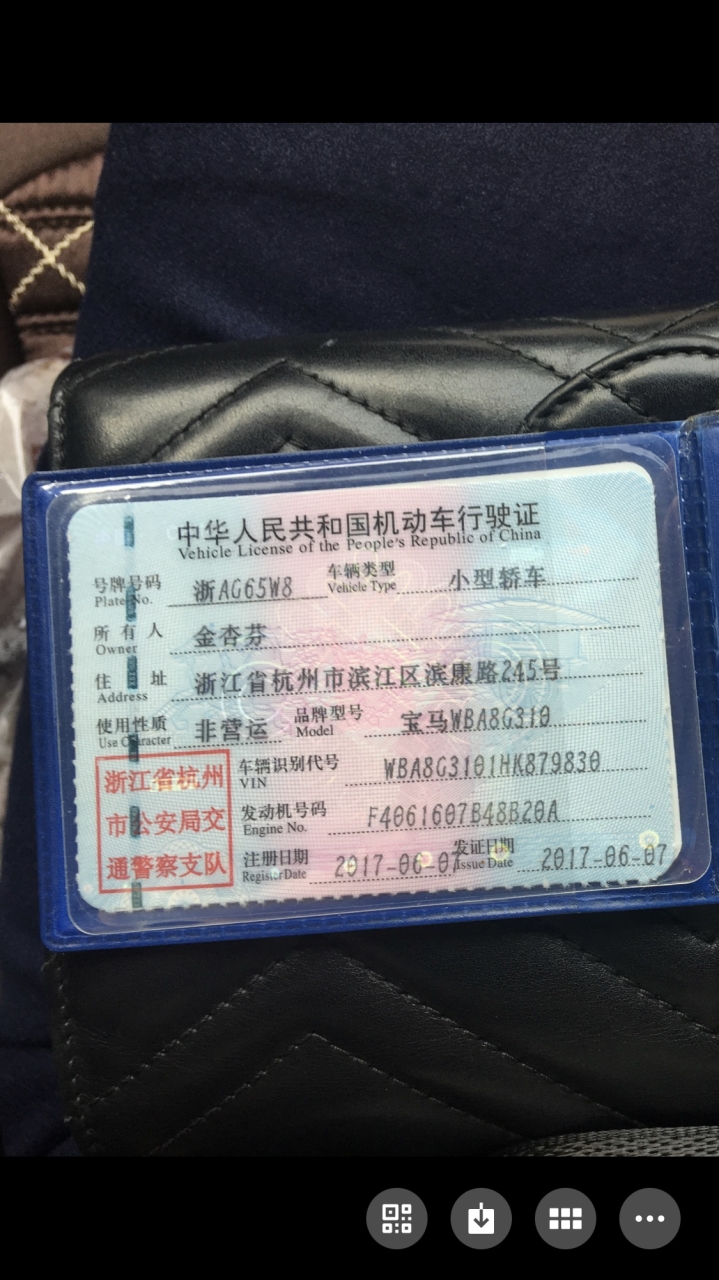 中华人民共和国机动车行驶证
Vehicle License of the People's Republic of China
号牌号码 浙AG65W8 车辆类型 小型轿车
Plate No. Vehicle Type
所有人 金杏芬
Owner
住址 浙江省杭州市滨江区滨康路245号
Address
使用性质 非营运 品牌型号 宝马WBA8G310
Use Character Model
浙江省杭州
市公安局交
通警察支队
车辆识别代号 WBA8G3101HK879830
VIN
发动机号码 F4061607B48B20A
Engine No.
注册日期 2017-06-07 发证日期 2017-06-07
Register Date Issue Date